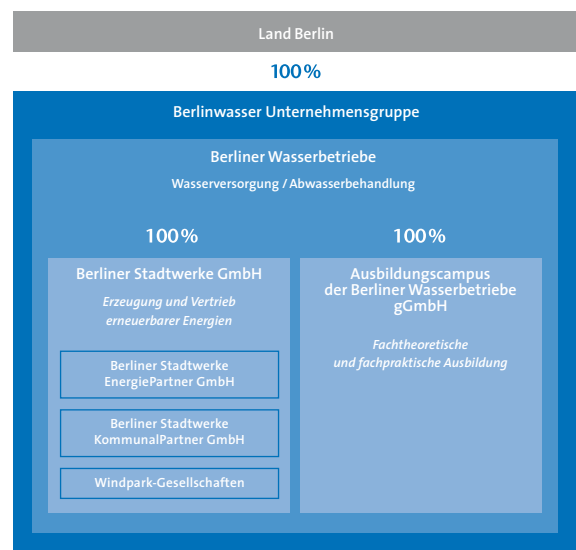 Land Berlin
100%
Berlinwasser Unternehmensgruppe
Berliner Wasserbetriebe
Wasserversorgung / Abwasserbehandlung
100%
Berliner Stadtwerke GmbH
Erzeugung und Vertrieb
erneuerbarer Energien
Berliner Stadtwerke
EnergiePartner GmbH
Berliner Stadtwerke
KommunalPartner GmbH
Windpark-Gesellschaften
100%
Ausbildungscampus
der Berliner Wasserbetriebe
gGmbH
Fachtheoretische
und fachpraktische Ausbildung